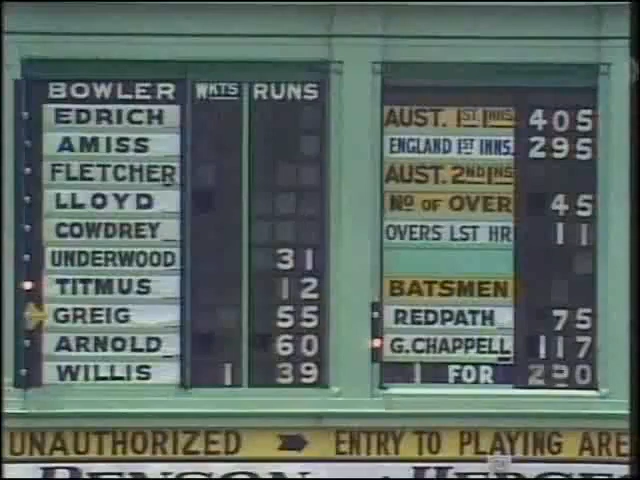 BOWLER WKTS RUNS
EDRICH
AMISS
FLETCHER
LLOYD
COWDREY
UNDERWOOD 31
TITMUS 12
GREIG 55
ARNOLD 60
WILLIS 1 39
AUST. 1ST INNS 405
ENGLAND 1ST INNS. 295
AUST. 2ND INS
NO OF OVER 45
OVERS LST HR 11
BATSMEN
REDPATH 75
G. CHAPPELL 117
1 FOR
UNAUTHORIZED ENTRY TO PLAYING ARE